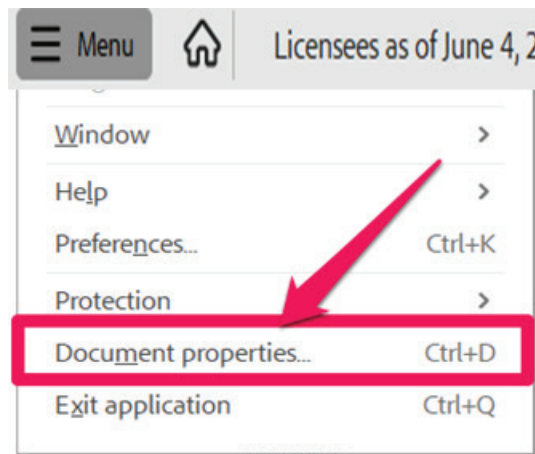 Menu
Licensees as of June 4, 2
Window
Help
Preferences... Ctrl+K
Protection
Document properties... Ctrl+D
Exit application Ctrl+Q